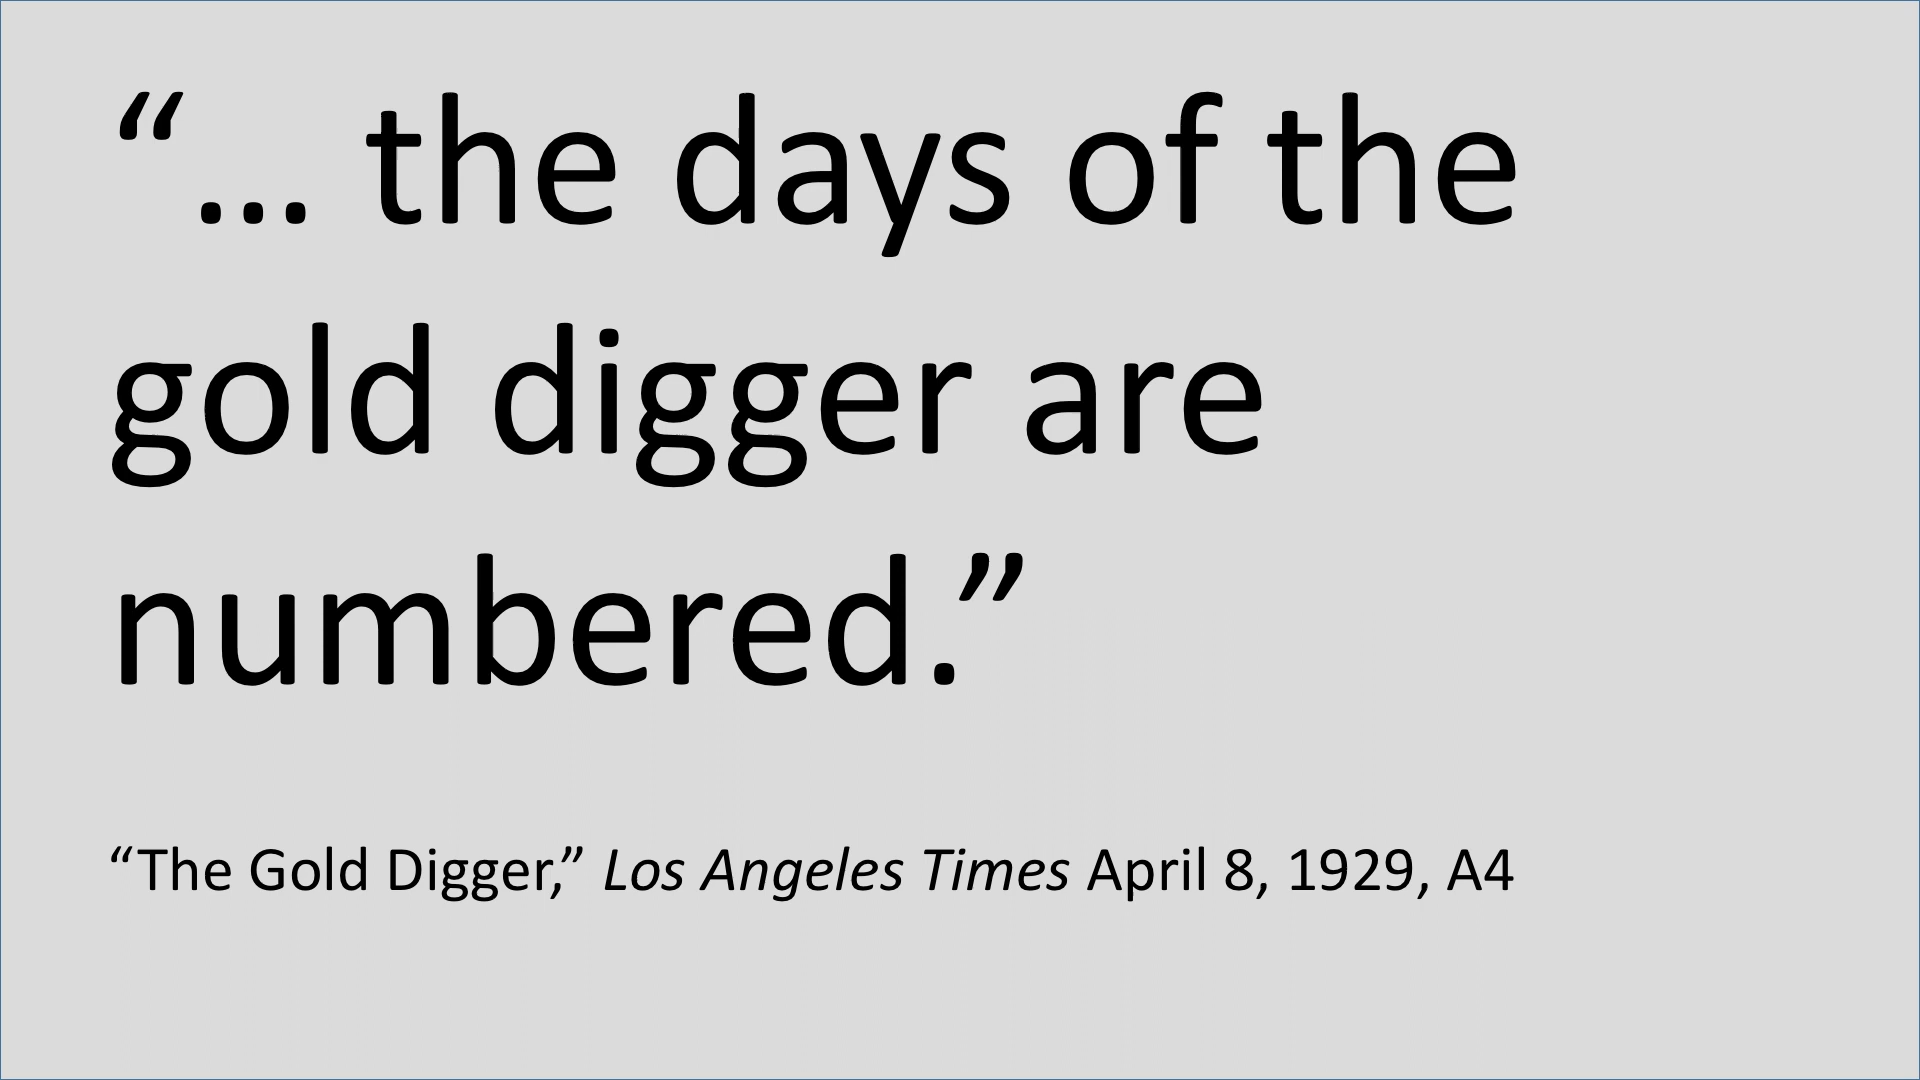 “… the days of the
gold digger are
numbered.”
“The Gold Digger,” Los Angeles Times April 8, 1929, A4